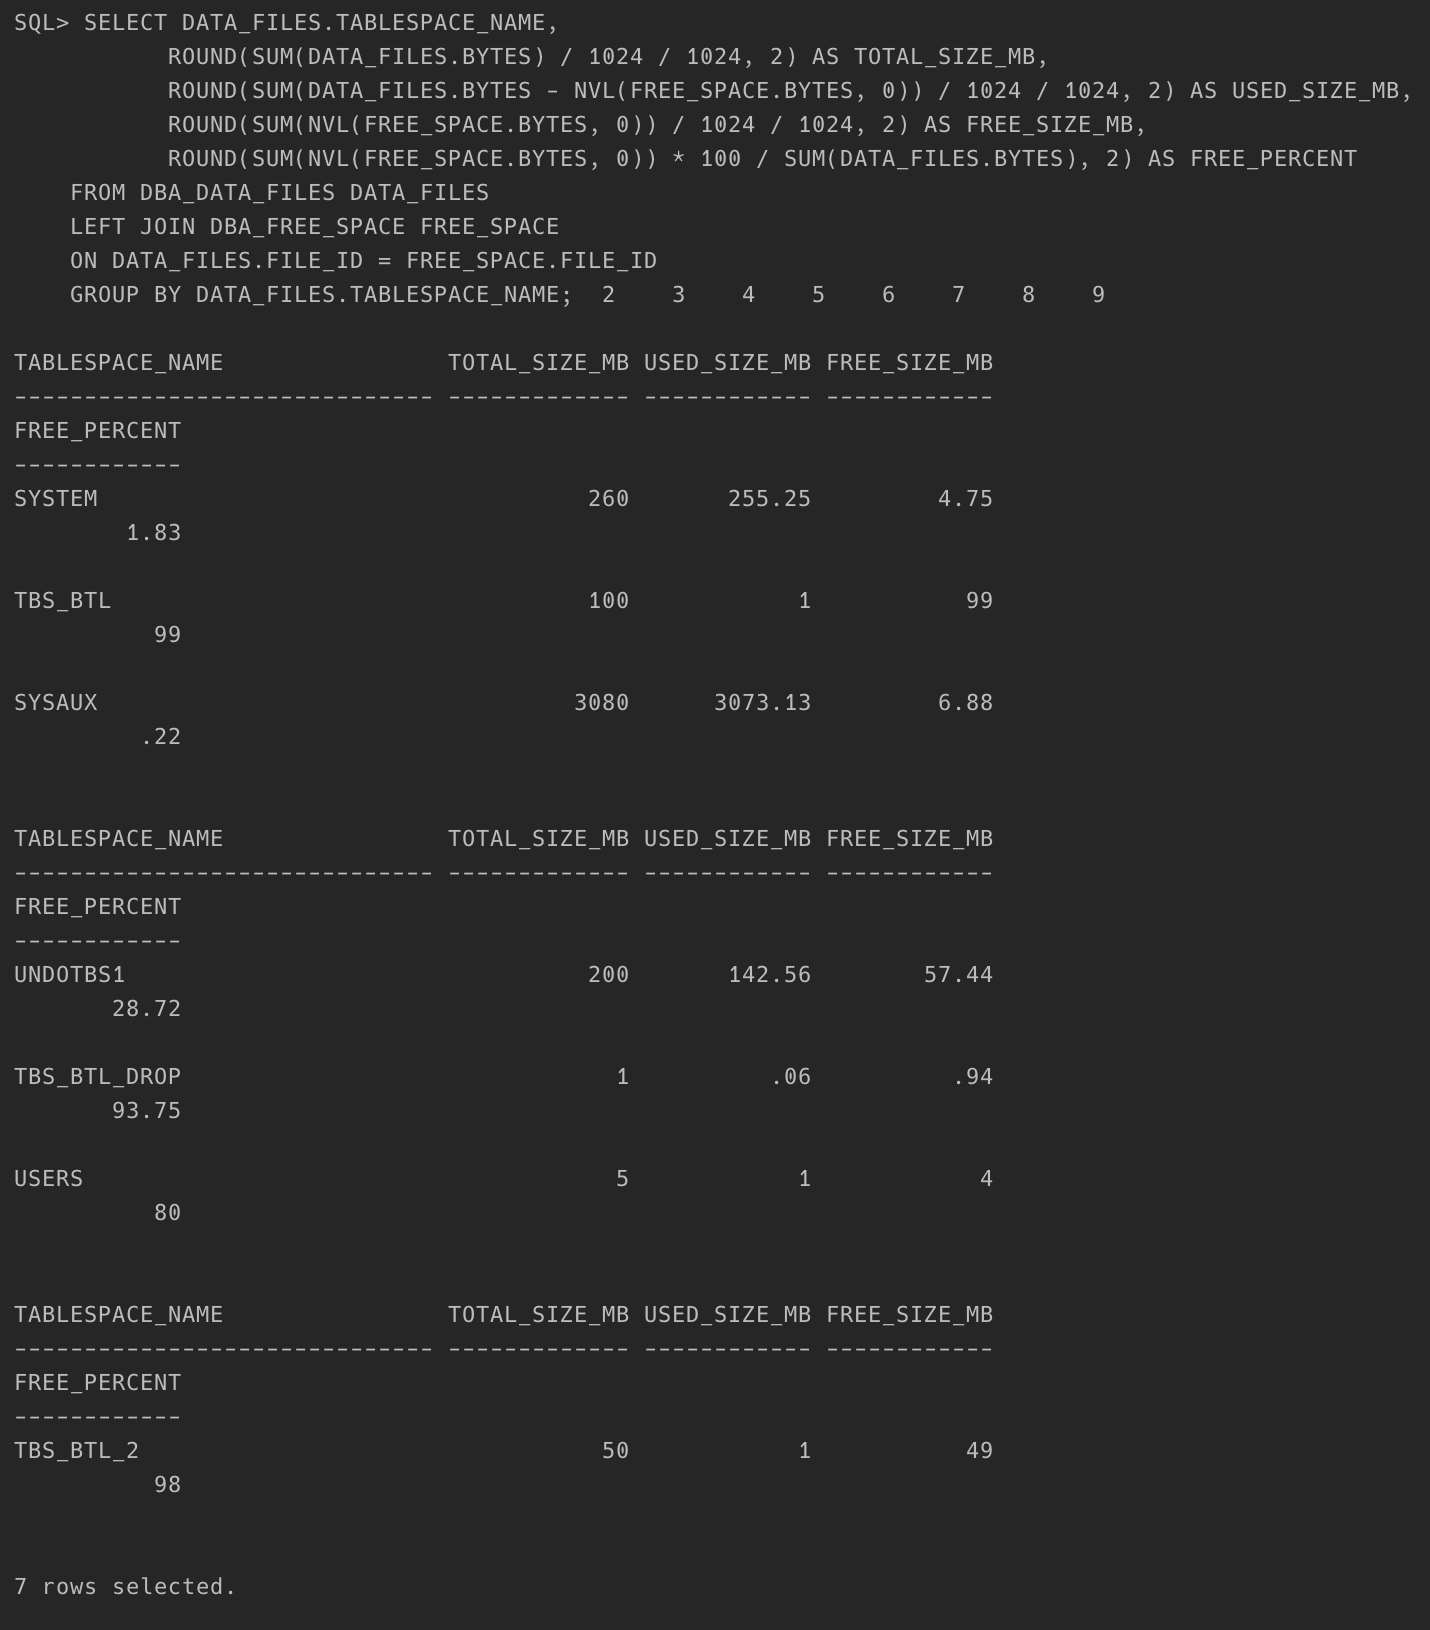 SQL> SELECT DATA_FILES.TABLESPACE_NAME,
           ROUND(SUM(DATA_FILES.BYTES) / 1024 / 1024, 2) AS TOTAL_SIZE_MB,
           ROUND(SUM(DATA_FILES.BYTES - NVL(FREE_SPACE.BYTES, 0)) / 1024 / 1024, 2) AS USED_SIZE_MB,
           ROUND(SUM(NVL(FREE_SPACE.BYTES, 0)) / 1024 / 1024, 2) AS FREE_SIZE_MB,
           ROUND(SUM(NVL(FREE_SPACE.BYTES, 0)) * 100 / SUM(DATA_FILES.BYTES), 2) AS FREE_PERCENT
    FROM DBA_DATA_FILES DATA_FILES
    LEFT JOIN DBA_FREE_SPACE FREE_SPACE
    ON DATA_FILES.FILE_ID = FREE_SPACE.FILE_ID
    GROUP BY DATA_FILES.TABLESPACE_NAME;  2    3    4    5    6    7    8    9

TABLESPACE_NAME                TOTAL_SIZE_MB USED_SIZE_MB FREE_SIZE_MB
------------------------------ ------------- ------------ ------------
FREE_PERCENT
------------
SYSTEM                                   260       255.25         4.75
        1.83

TBS_BTL                                  100            1           99
          99

SYSAUX                                  3080      3073.13         6.88
         .22


TABLESPACE_NAME                TOTAL_SIZE_MB USED_SIZE_MB FREE_SIZE_MB
------------------------------ ------------- ------------ ------------
FREE_PERCENT
------------
UNDOTBS1                                 200       142.56        57.44
       28.72

TBS_BTL_DROP                               1          .06          .94
       93.75

USERS                                      5            1            4
          80


TABLESPACE_NAME                TOTAL_SIZE_MB USED_SIZE_MB FREE_SIZE_MB
------------------------------ ------------- ------------ ------------
FREE_PERCENT
------------
TBS_BTL_2                                 50            1           49
          98


7 rows selected.